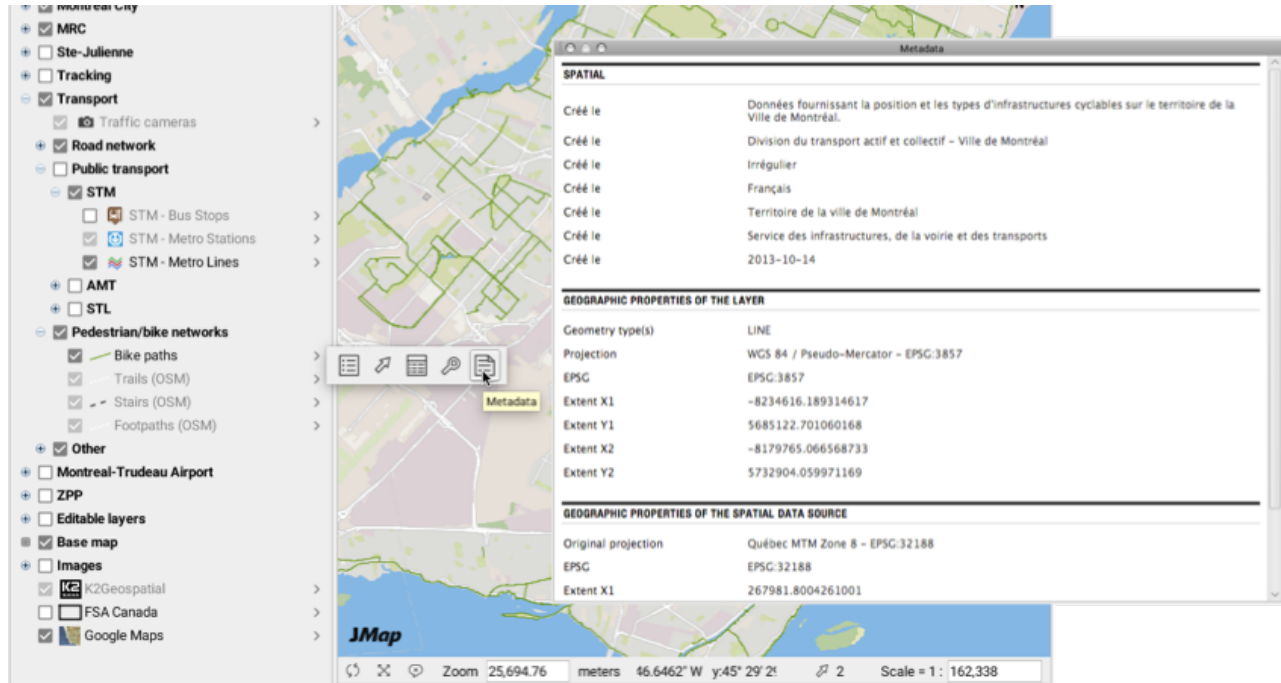 Montreal City
MRC
Ste-Julienne
Tracking
Transport
Traffic cameras
Road network
Public transport
STM
STM - Bus Stops
STM - Metro Stations
STM - Metro Lines
AMT
STL
Pedestrian/bike networks
Bike paths
Trails (OSM)
Stairs (OSM)
Footpaths (OSM)
Other
Montreal-Trudeau Airport
ZPP
Editable layers
Base map
Images
K2 K2Geospatial
FSA Canada
Google Maps
Metadata
Metadata
SPATIAL
Créé le Données fournissant la position et les types d'infrastructures cyclables sur le territoire de la
Ville de Montréal.
Créé le Division du transport actif et collectif – Ville de Montréal
Créé le Irrégulier
Créé le Français
Créé le Territoire de la ville de Montréal
Créé le Service des infrastructures, de la voirie et des transports
Créé le 2013-10-14
GEOGRAPHIC PROPERTIES OF THE LAYER
Geometry type(s) LINE
Projection WGS 84 / Pseudo-Mercator – EPSG:3857
EPSG EPSG:3857
Extent X1 -8234616.189314617
Extent Y1 5685122.701060168
Extent X2 -8179765.066568733
Extent Y2 5732904.059971169
GEOGRAPHIC PROPERTIES OF THE SPATIAL DATA SOURCE
Original projection Québec MTM Zone 8 – EPSG:32188
EPSG EPSG:32188
Extent X1 267981.8004261001
JMap
Zoom 25,694.76 meters 46.6462" W y:45° 29' 2 2 Scale = 1 : 162,338